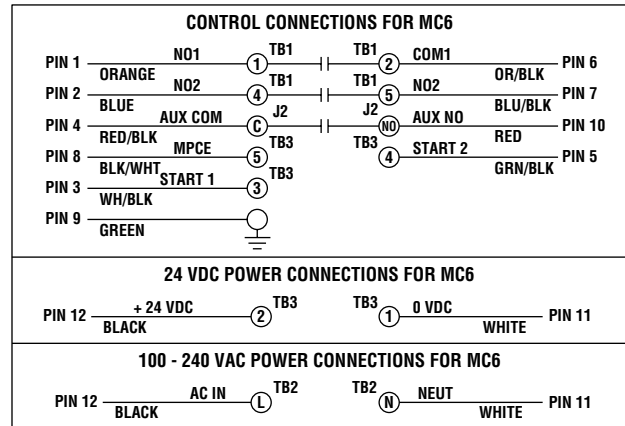 CONTROL CONNECTIONS FOR MC6
PIN 1 NO1 1 TB1 TB1 2 COM1 PIN 6
ORANGE OR/BLK
PIN 2 NO2 4 TB1 TB1 5 NO2 PIN 7
BLUE BLU/BLK
PIN 4 AUX COM C J2 J2 NO AUX NO PIN 10
RED/BLK RED
PIN 8 MPCE 5 TB3 TB3 4 START 2 PIN 5
BLK/WHT GRN/BLK
PIN 3 START 1 3 TB3
WH/BLK
PIN 9
GREEN
24 VDC POWER CONNECTIONS FOR MC6
PIN 12 + 24 VDC 2 TB3 TB3 1 0 VDC PIN 11
BLACK WHITE
100 - 240 VAC POWER CONNECTIONS FOR MC6
PIN 12 AC IN L TB2 TB2 N NEUT PIN 11
BLACK WHITE